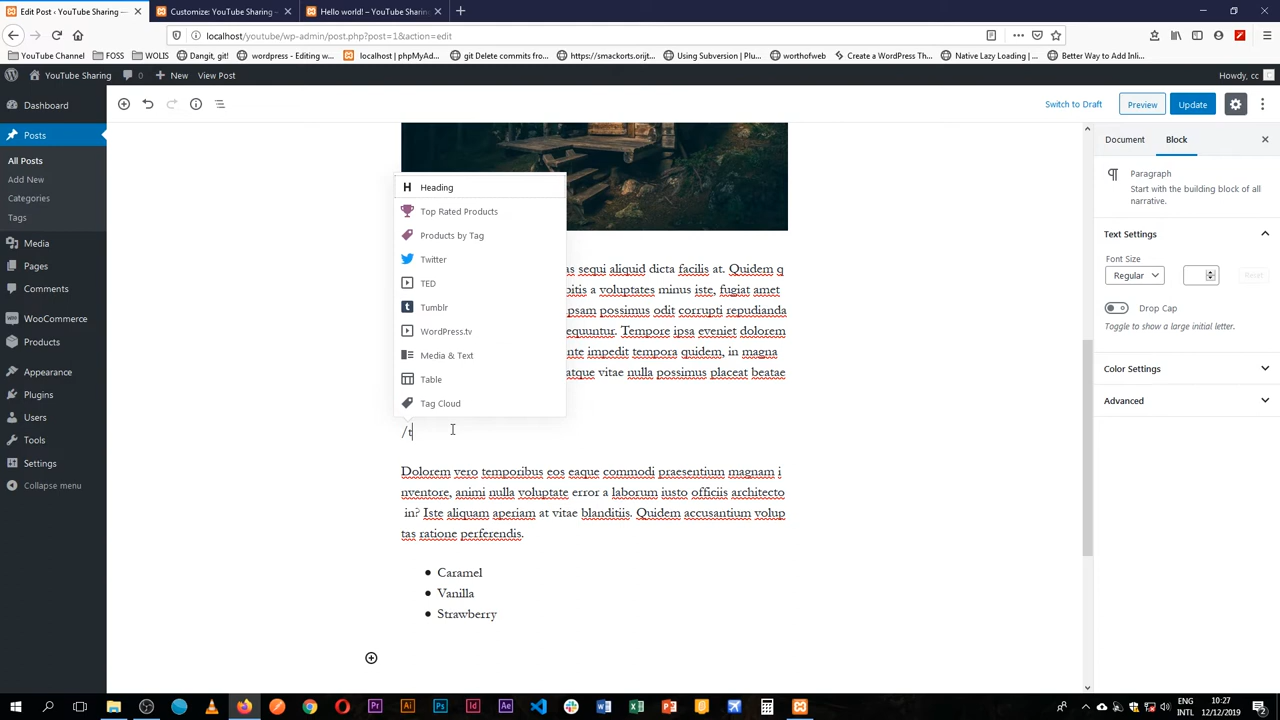 Edit Post ‹ YouTube Sharing —
Customize: YouTube Sharing –
Hello world! – YouTube Sharing
localhost/youtube/wp-admin/post.php?post=1&action=edit
YouTube Channel
FOSS
WOLIS
Dangit, git!
wordpress - Editing w...
localhost | phpMyAd...
git Delete commits fro...
https://smackorts.orijt...
Using Subversion | Plu...
worthofweb
Create a WordPress Th...
Native Lazy Loading | ...
Better Way to Add Inli...
YouTube Sharing
0
New
View Post
Howdy, cc
Dashboard
Posts
All Posts
Add New
Categories
Tags
Media
Pages
Comments
WooCommerce
Products
Appearance
Plugins
Users
Tools
Settings
Collapse menu
Switch to Draft
Preview
Update
Heading
Top Rated Products
Products by Tag
Twitter
TED
Tumblr
WordPress.tv
Media & Text
Table
Tag Cloud
as sequi aliquid dicta facilis at. Quidem q
bitis a voluptates minus iste, fugiat amet
ipsam possimus odit corrupti repudianda
equuntur. Tempore ipsa eveniet dolorem
nte impedit tempora quidem, in magna
atque vitae nulla possimus placeat beatae
/t
Dolorem vero temporibus eos eaque commodi praesentium magnam i
nventore, animi nulla voluptate error a laborum iusto officiis architecto
in? Iste aliquam aperiam at vitae blanditiis. Quidem accusantium volup
tas ratione perferendis.
Caramel
Vanilla
Strawberry
Document
Block
Paragraph
Start with the building block of all
narrative.
Text Settings
Font Size
Regular
Reset
Drop Cap
Toggle to show a large initial letter.
Color Settings
Advanced
ENG
INTL
10:27
12/12/2019